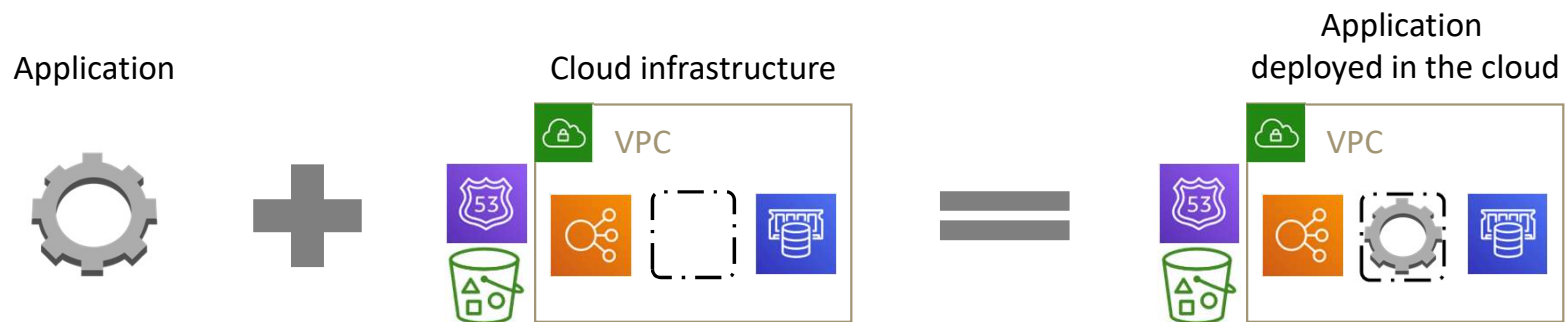 Application
Cloud infrastructure
Application
deployed in the cloud
VPC
53
VPC
53